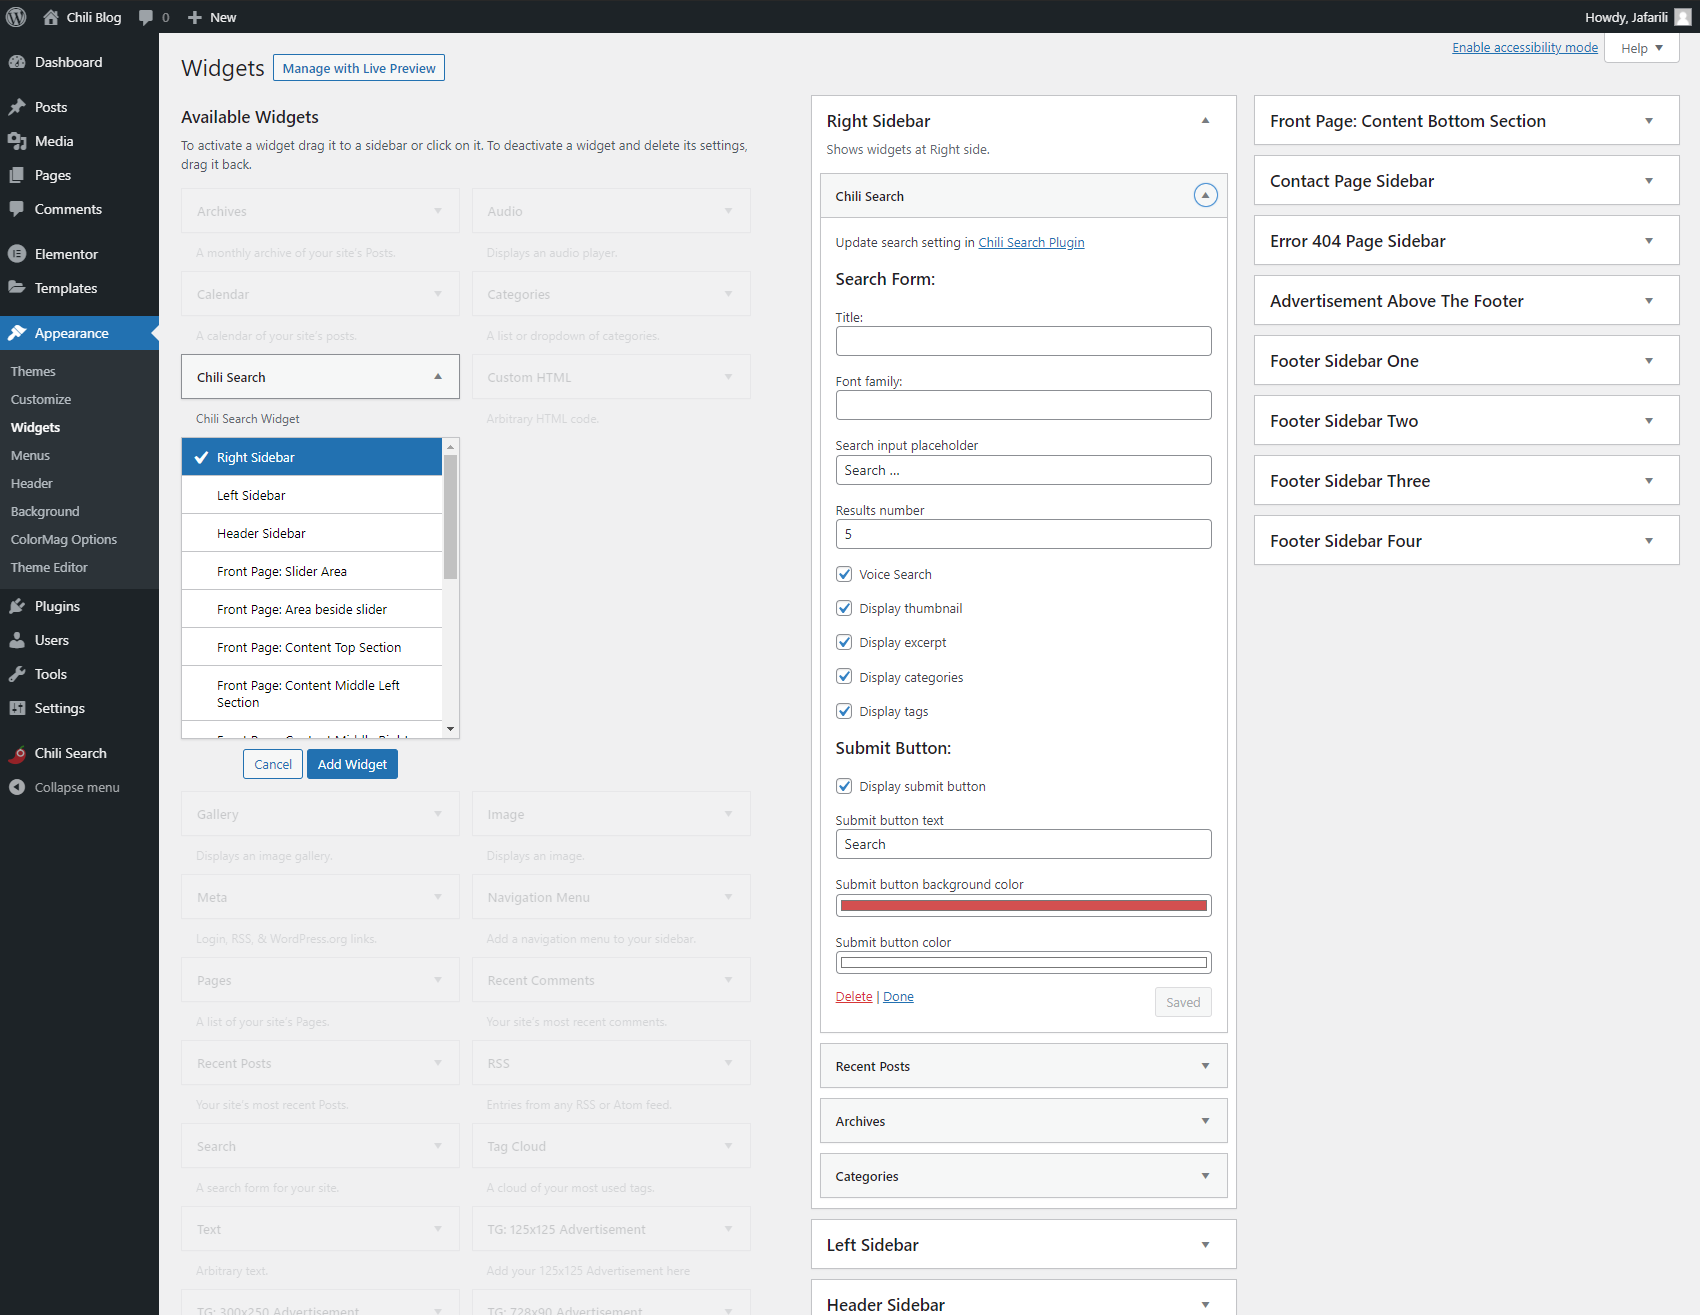 Chili Blog
0
New
Howdy, Jafarili
Dashboard
Posts
Media
Pages
Comments
Elementor
Templates
Appearance
Themes
Customize
Widgets
Menus
Header
Background
ColorMag Options
Theme Editor
Plugins
Users
Tools
Settings
Chili Search
Collapse menu
Enable accessibility mode
Help
Widgets
Manage with Live Preview
Available Widgets
To activate a widget drag it to a sidebar or click on it. To deactivate a widget and delete its settings,
drag it back.
Archives
Audio
A monthly archive of your site's Posts.
Displays an audio player.
Calendar
Categories
A calendar of your site's posts.
A list or dropdown of categories.
Chili Search
Custom HTML
Chili Search Widget
Arbitrary HTML code.
Right Sidebar
Left Sidebar
Header Sidebar
Front Page: Slider Area
Front Page: Area beside slider
Front Page: Content Top Section
Front Page: Content Middle Left
Section
Front Page: Content Middle Right
Cancel
Add Widget
Gallery
Image
Displays an image gallery.
Displays an image.
Meta
Navigation Menu
Login, RSS, & WordPress.org links.
Add a navigation menu to your sidebar.
Pages
Recent Comments
A list of your site's Pages.
Your site's most recent comments.
Recent Posts
RSS
Your site's most recent Posts.
Entries from any RSS or Atom feed.
Search
Tag Cloud
A search form for your site.
A cloud of your most used tags.
Text
TG: 125x125 Advertisement
Arbitrary text.
Add your 125x125 Advertisement here
TG: 300x250 Advertisement
TG: 728x90 Advertisement
Right Sidebar
Shows widgets at Right side.
Chili Search
Update search setting in Chili Search Plugin
Search Form:
Title:
Font family:
Search input placeholder
Search ...
Results number
5
Voice Search
Display thumbnail
Display excerpt
Display categories
Display tags
Submit Button:
Display submit button
Submit button text
Search
Submit button background color
Submit button color
Delete | Done
Saved
Recent Posts
Archives
Categories
Left Sidebar
Header Sidebar
Front Page: Content Bottom Section
Contact Page Sidebar
Error 404 Page Sidebar
Advertisement Above The Footer
Footer Sidebar One
Footer Sidebar Two
Footer Sidebar Three
Footer Sidebar Four